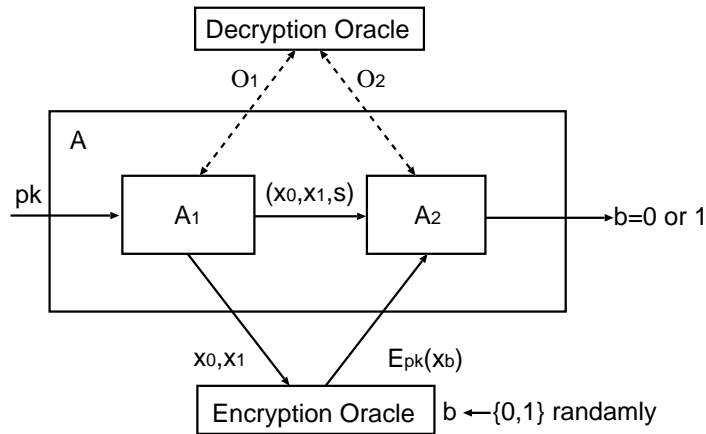 Decryption Oracle
O1 O2
A
pk
(x0,x1,s)
A1
A2
b=0 or 1
x0,x1
Epk(xb)
Encryption Oracle
b ← {0,1} randamly